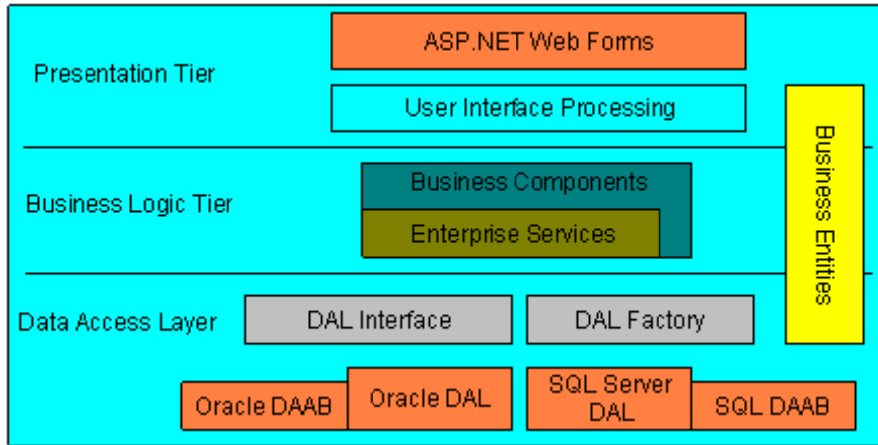 ASP.NET Web Forms
Presentation Tier
User Interface Processing
Business Entities
Business Components
Business Logic Tier
Enterprise Services
Data Access Layer
DAL Interface
DAL Factory
Oracle DAAB
Oracle DAL
SQL Server
DAL
SQL DAAB